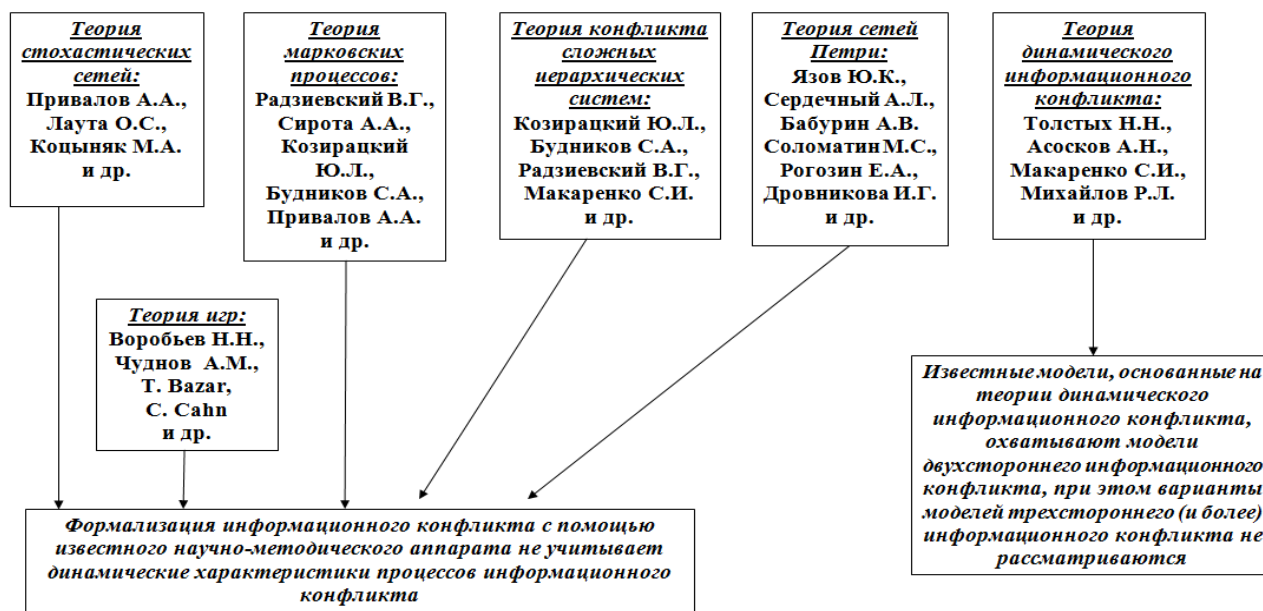 Теория
стохастических
сетей:
Привалов А.А.,
Лаута О.С.,
Коцыняк М.А.
и др.
Теория
марковских
процессов:
Радзиевский В.Г.,
Сирота А.А.,
Козирацкий
Ю.Л.,
Будников С.А.,
Привалов А.А.
и др.
Теория конфликта
сложных
иерархических
систем:
Козирацкий Ю.Л.,
Будников С.А.,
Радзиевский В.Г.,
Макаренко С.И.
и др.
Теория сетей
Петри:
Язов Ю.К.,
Сердечный А.Л.,
Бабурин А.В.
Соломатин М.С.,
Рогозин Е.А.,
Дровникова И.Г.
и др.
Теория
динамического
информационного
конфликта:
Толстых Н.Н.,
Асосков А.Н.,
Макаренко С.И.,
Михайлов Р.Л.
и др.
Теория игр:
Воробьев Н.Н.,
Чуднов А.М.,
T. Bazar,
C. Cahn
и др.
Известные модели, основанные на
теории динамического
информационного конфликта,
охватывают модели
двухстороннего информационного
конфликта, при этом варианты
моделей трехстороннего (и более)
информационного конфликта не
рассматриваются
Формализация информационного конфликта с помощью
известного научно-методического аппарата не учитывает
динамические характеристики процессов информационного
конфликта